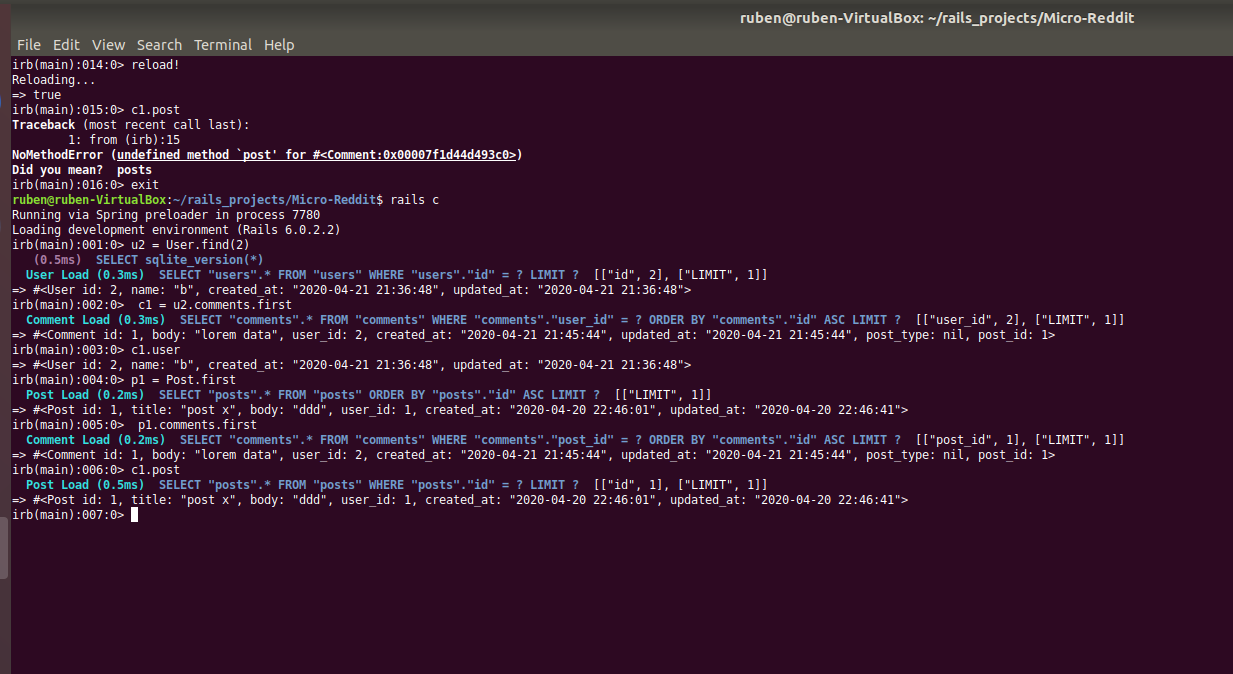 ruben@ruben-VirtualBox: ~/rails_projects/Micro-Reddit
File Edit View Search Terminal Help
irb(main):014:0> reload!
Reloading...
=> true
irb(main):015:0> c1.post
Traceback (most recent call last):
        1: from (irb):15
NoMethodError (undefined method `post' for #<Comment:0x00007f1d44d493c0>)
Did you mean?  posts
irb(main):016:0> exit
ruben@ruben-VirtualBox:~/rails_projects/Micro-Reddit$ rails c
Running via Spring preloader in process 7780
Loading development environment (Rails 6.0.2.2)
irb(main):001:0> u2 = User.find(2)
   (0.5ms)  SELECT sqlite_version(*)
  User Load (0.3ms)  SELECT "users".* FROM "users" WHERE "users"."id" = ? LIMIT ?  [["id", 2], ["LIMIT", 1]]
=> #<User id: 2, name: "b", created_at: "2020-04-21 21:36:48", updated_at: "2020-04-21 21:36:48">
irb(main):002:0>  c1 = u2.comments.first
  Comment Load (0.3ms)  SELECT "comments".* FROM "comments" WHERE "comments"."user_id" = ? ORDER BY "comments"."id" ASC LIMIT ?  [["user_id", 2], ["LIMIT", 1]]
=> #<Comment id: 1, body: "lorem data", user_id: 2, created_at: "2020-04-21 21:45:44", updated_at: "2020-04-21 21:45:44", post_type: nil, post_id: 1>
irb(main):003:0> c1.user
=> #<User id: 2, name: "b", created_at: "2020-04-21 21:36:48", updated_at: "2020-04-21 21:36:48">
irb(main):004:0> p1 = Post.first
  Post Load (0.2ms)  SELECT "posts".* FROM "posts" ORDER BY "posts"."id" ASC LIMIT ?  [["LIMIT", 1]]
=> #<Post id: 1, title: "post x", body: "ddd", user_id: 1, created_at: "2020-04-20 22:46:01", updated_at: "2020-04-20 22:46:41">
irb(main):005:0>  p1.comments.first
  Comment Load (0.2ms)  SELECT "comments".* FROM "comments" WHERE "comments"."post_id" = ? ORDER BY "comments"."id" ASC LIMIT ?  [["post_id", 1], ["LIMIT", 1]]
=> #<Comment id: 1, body: "lorem data", user_id: 2, created_at: "2020-04-21 21:45:44", updated_at: "2020-04-21 21:45:44", post_type: nil, post_id: 1>
irb(main):006:0> c1.post
  Post Load (0.5ms)  SELECT "posts".* FROM "posts" WHERE "posts"."id" = ? LIMIT ?  [["id", 1], ["LIMIT", 1]]
=> #<Post id: 1, title: "post x", body: "ddd", user_id: 1, created_at: "2020-04-20 22:46:01", updated_at: "2020-04-20 22:46:41">
irb(main):007:0>